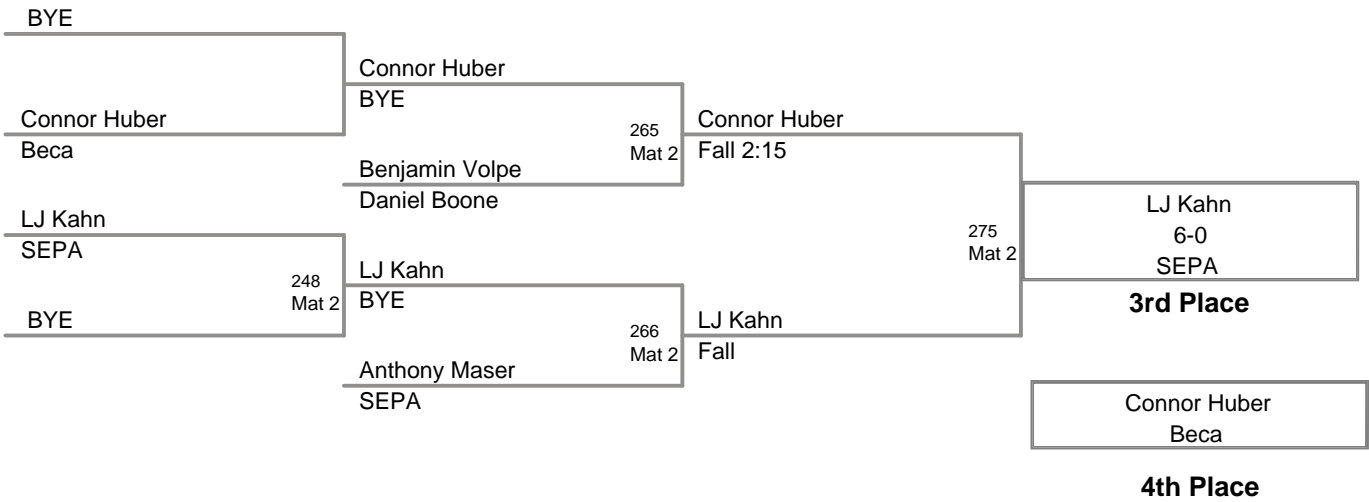 BYE
Connor Huber
BYE
Connor Huber
Beca
265
Mat 2
Connor Huber
Fall 2:15
Benjamin Volpe
Daniel Boone
LJ Kahn
SEPA
275
Mat 2
LJ Kahn
6-0
SEPA
3rd Place
248
Mat 2
LJ Kahn
BYE
BYE
266
Mat 2
LJ Kahn
Fall
Anthony Maser
SEPA
Connor Huber
Beca
4th Place